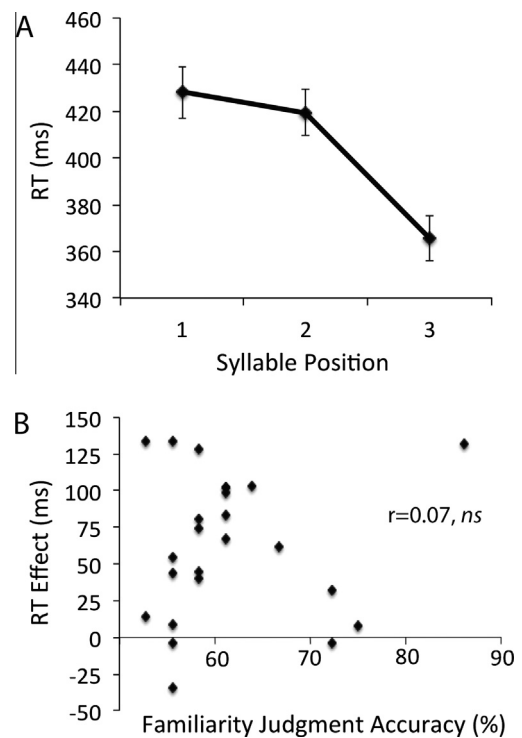 A
460
440
420
400
380
360
340
RT (ms)
1 2 3
Syllable Position
B
150
125
100
75
50
25
0
-25
-50
RT Effect (ms)
r=0.07, ns
60 70 80 90
Familiarity Judgment Accuracy (%)